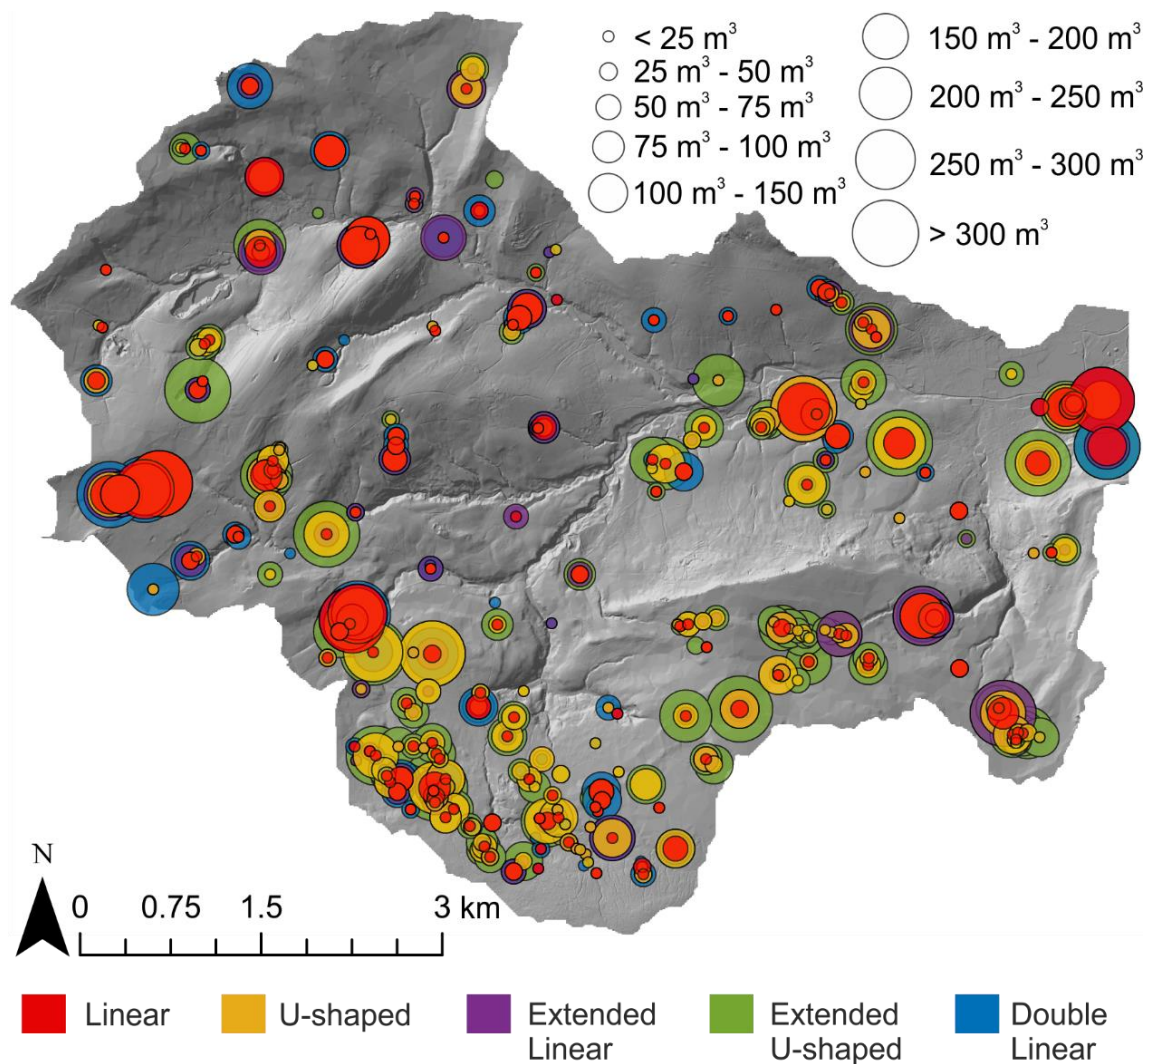 < 25 m³
25 m³ - 50 m³
50 m³ - 75 m³
75 m³ - 100 m³
100 m³ - 150 m³
150 m³ - 200 m³
200 m³ - 250 m³
250 m³ - 300 m³
> 300 m³
N
0 0.75 1.5 3 km
Linear
U-shaped
Extended
Linear
Extended
U-shaped
Double
Linear